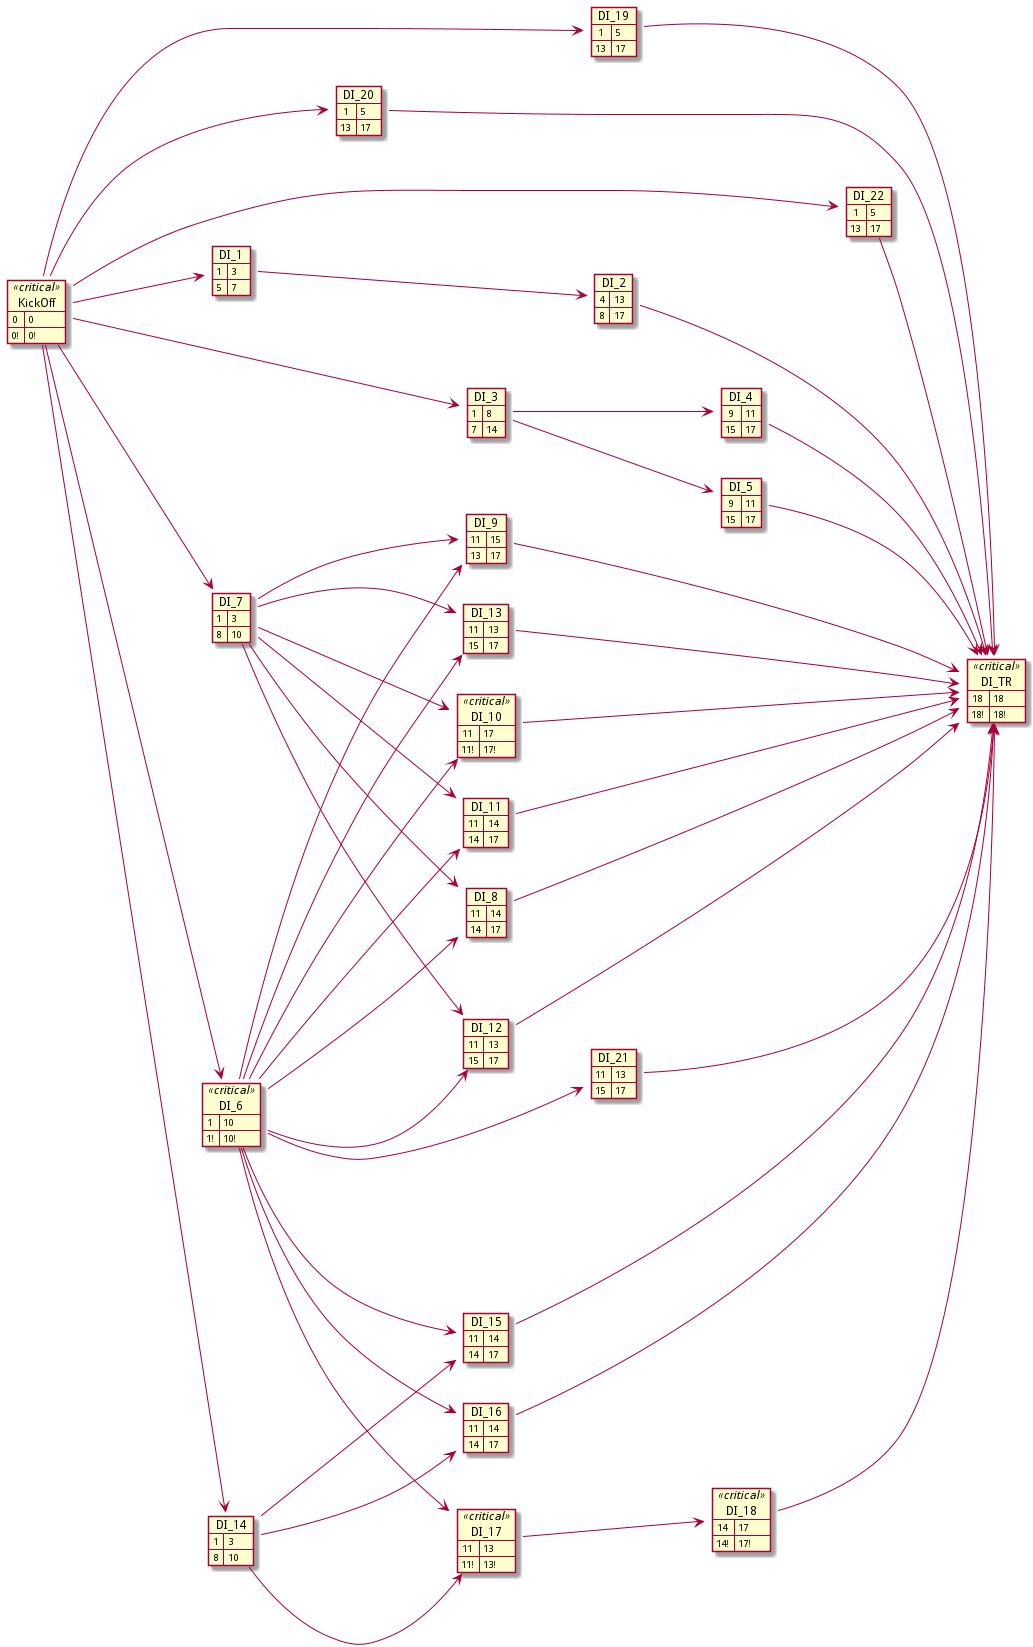 DI_19
1 5
13 17
DI_20
1 5
13 17
DI_22
1 5
13 17
DI_1
1 3
5 7
DI_2
4 13
8 17
«critical»
KickOff
0 0
0! 0!
DI_3
1 8
7 14
DI_4
9 11
15 17
DI_5
9 11
15 17
DI_9
11 15
13 17
DI_7
1 3
8 10
DI_13
11 13
15 17
«critical»
DI_TR
18 18
18! 18!
«critical»
DI_10
11 17
11! 17!
DI_11
11 14
14 17
DI_8
11 14
14 17
DI_12
11 13
15 17
DI_21
11 13
15 17
«critical»
DI_6
1 10
1! 10!
DI_15
11 14
14 17
DI_16
11 14
14 17
«critical»
DI_18
14 17
14! 17!
DI_14
1 3
8 10
«critical»
DI_17
11 13
11! 13!